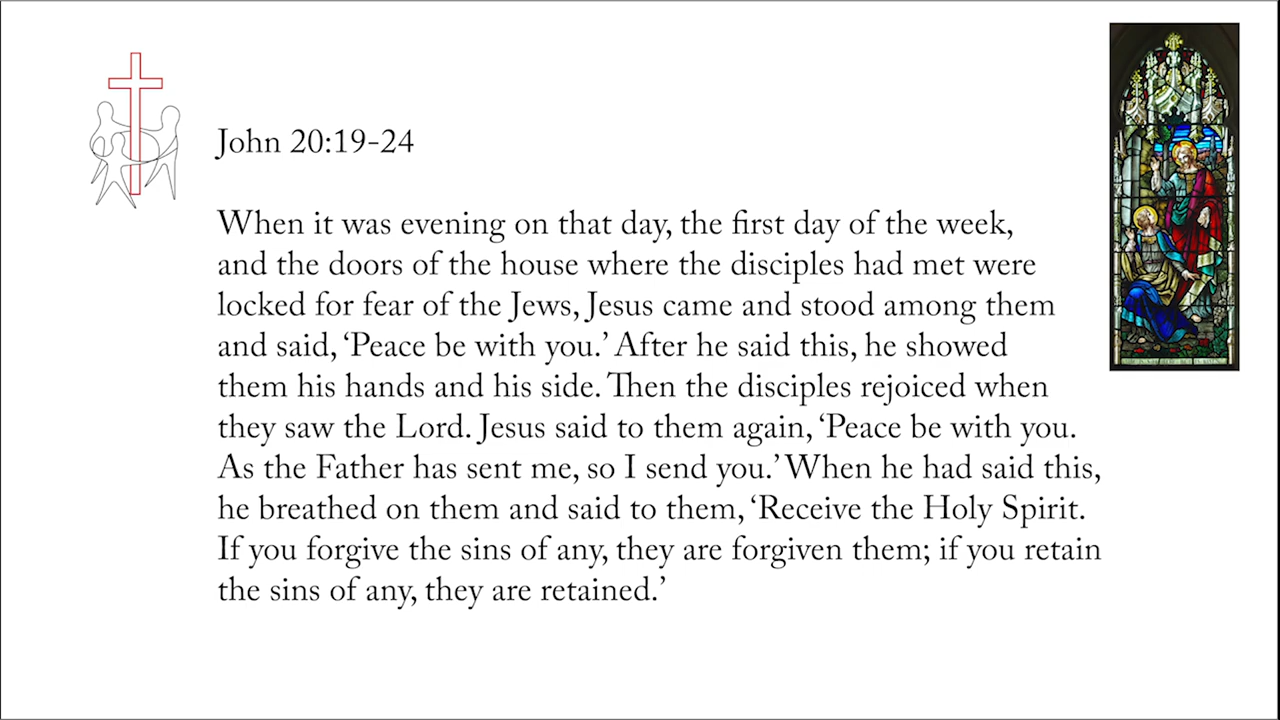 John 20:19-24
When it was evening on that day, the first day of the week,
and the doors of the house where the disciples had met were
locked for fear of the Jews, Jesus came and stood among them
and said, ‘Peace be with you.’ After he said this, he showed
them his hands and his side. Then the disciples rejoiced when
they saw the Lord. Jesus said to them again, ‘Peace be with you.
As the Father has sent me, so I send you.’ When he had said this,
he breathed on them and said to them, ‘Receive the Holy Spirit.
If you forgive the sins of any, they are forgiven them; if you retain
the sins of any, they are retained.’